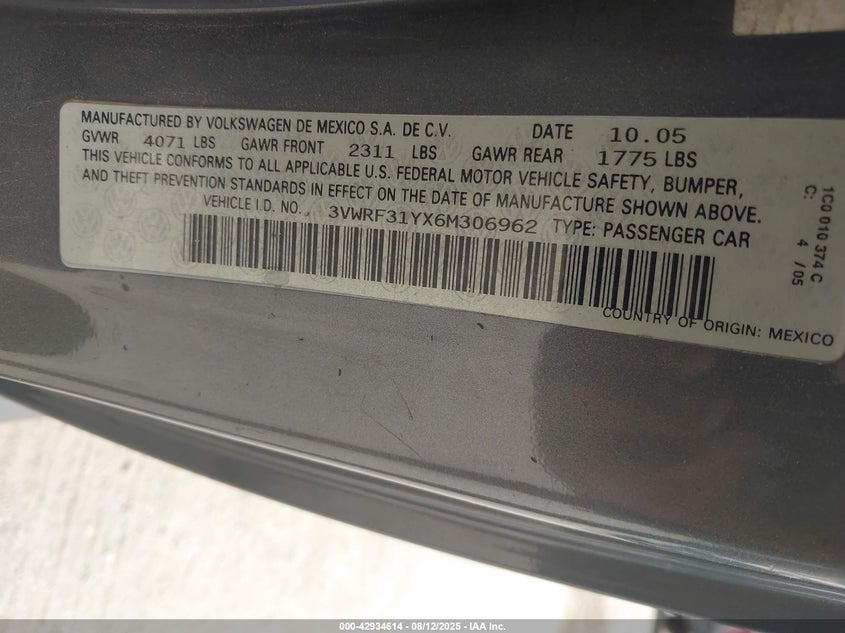 MANUFACTURED BY VOLKSWAGEN DE MEXICO S.A. DE C.V. DATE 10.05
GVWR 4071 LBS GAWR FRONT 2311 LBS GAWR REAR 1775 LBS
THIS VEHICLE CONFORMS TO ALL APPLICABLE U.S. FEDERAL MOTOR VEHICLE SAFETY, BUMPER,
AND THEFT PREVENTION STANDARDS IN EFFECT ON THE DATE OF MANUFACTURE SHOWN ABOVE.
VEHICLE I.D. NO. 3VWRF31YX6M306962 TYPE: PASSENGER CAR
COUNTRY OF ORIGIN: MEXICO
1C0 010 374 C
C: 4 / 05
000-42934614 - 08/12/2025 - IAA Inc.